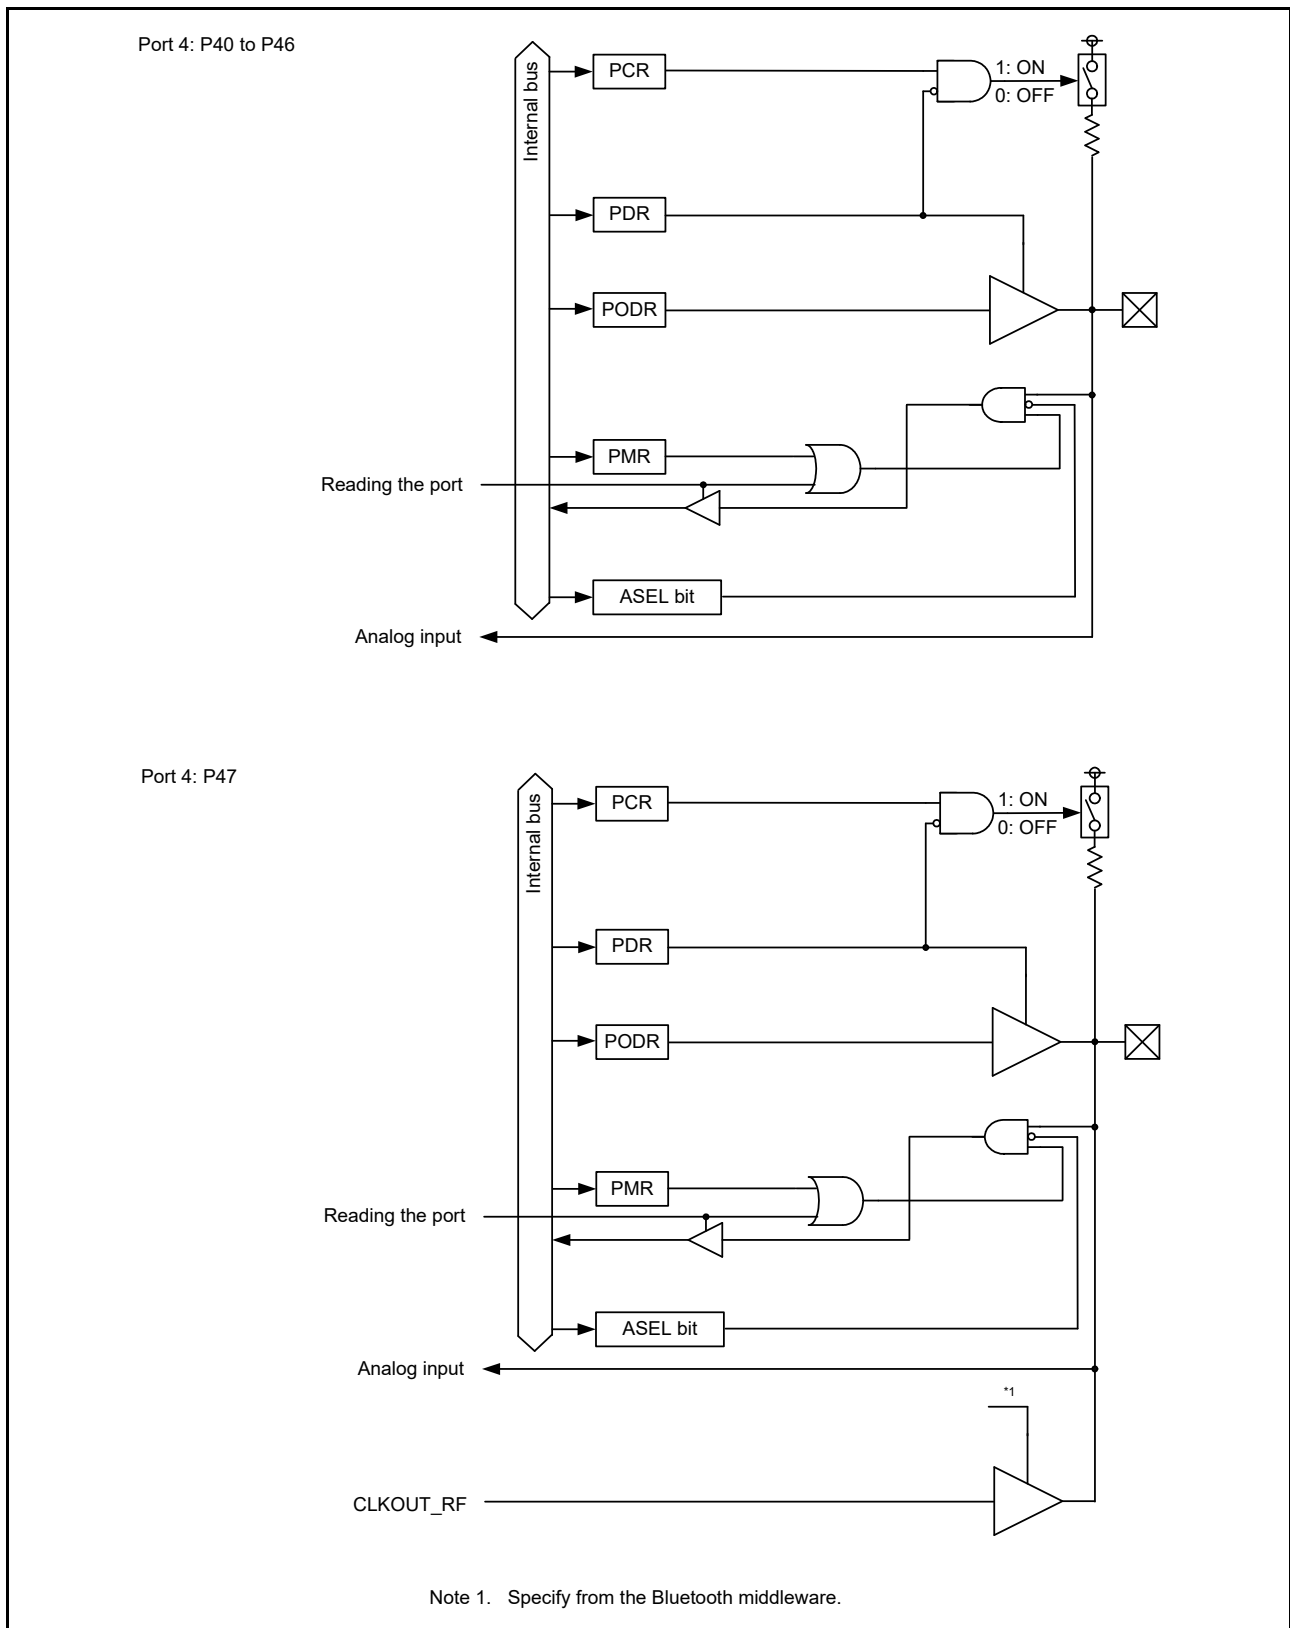 Port 4: P40 to P46
Internal bus
PCR
1: ON
0: OFF
PDR
PODR
PMR
Reading the port
ASEL bit
Analog input
Port 4: P47
Internal bus
PCR
1: ON
0: OFF
PDR
PODR
PMR
Reading the port
ASEL bit
Analog input
*1
CLKOUT_RF
Note 1. Specify from the Bluetooth middleware.